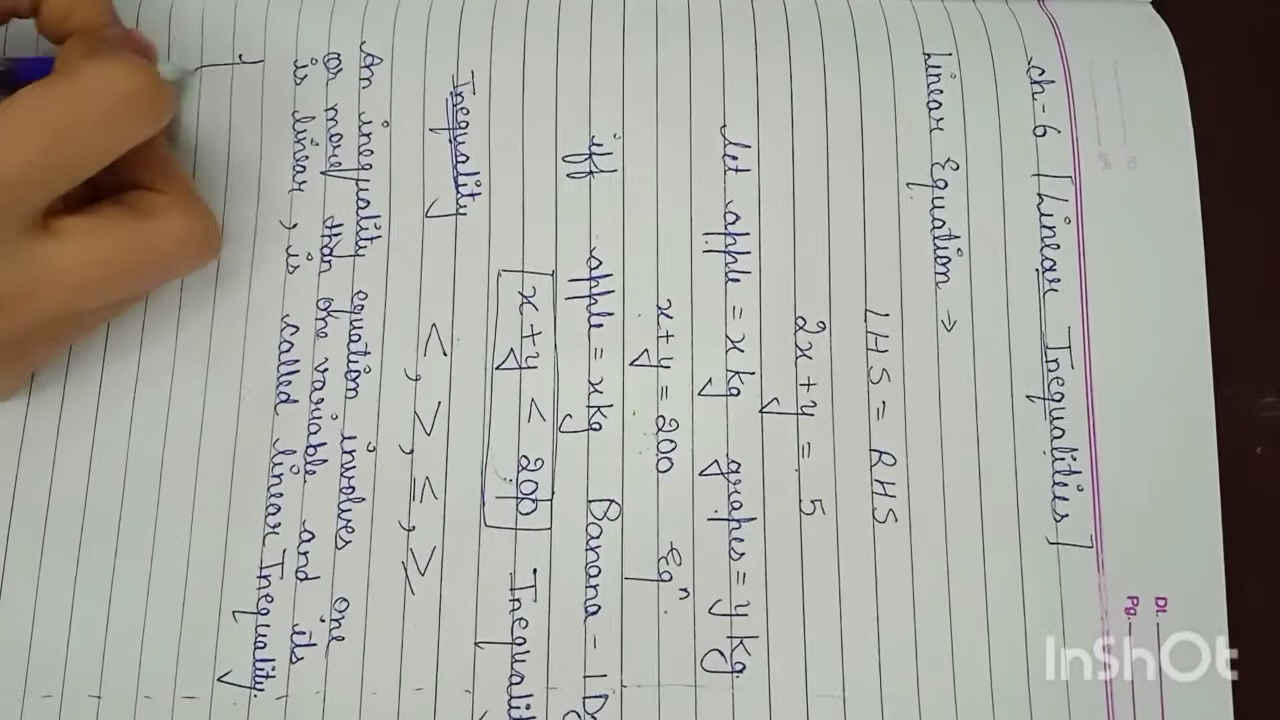 Dt.
Pg.
Ch-6 [Linear Inequalities]
Linear Equation →
LHS = RHS
2x+y = 5
Let apple = x kg grapes = y kg
x+y = 200 Eqⁿ.
iff apple = x kg Banana - 1 D
x+y < 200 Inequalit
Inequality
<, >, ≤, ≥
An inequality equation involves one
or more than one variable and its
is linear, is called linear Inequality.
InShOt